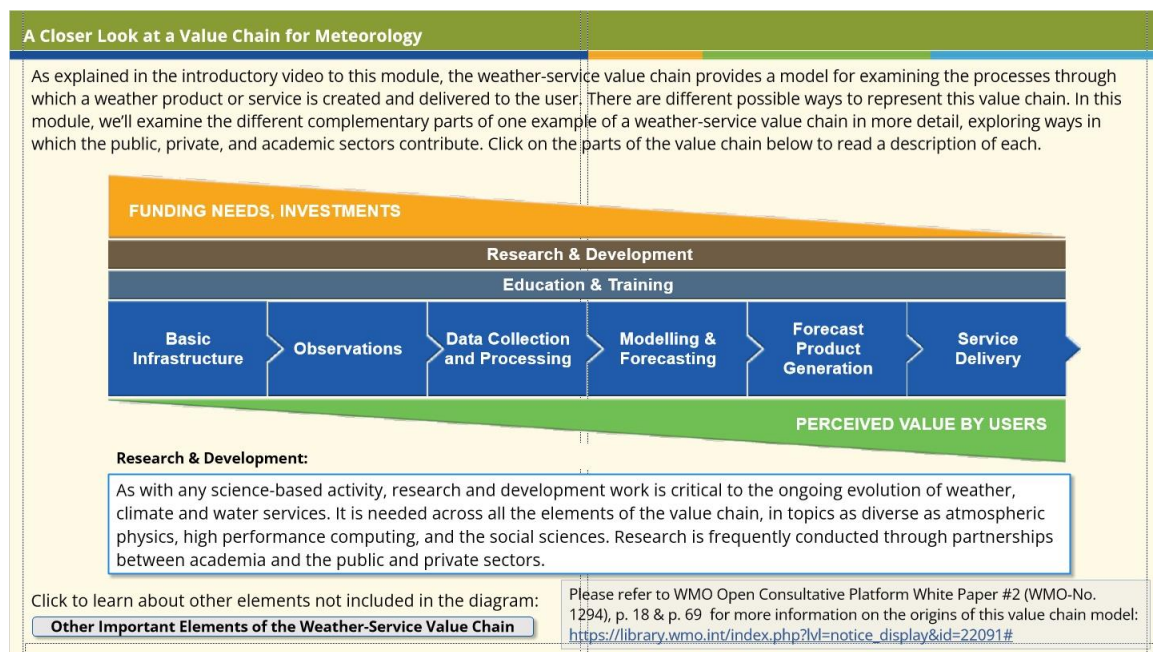 A Closer Look at a Value Chain for Meteorology
As explained in the introductory video to this module, the weather-service value chain provides a model for examining the processes through
which a weather product or service is created and delivered to the user. There are different possible ways to represent this value chain. In this
module, we'll examine the different complementary parts of one example of a weather-service value chain in more detail, exploring ways in
which the public, private, and academic sectors contribute. Click on the parts of the value chain below to read a description of each.
FUNDING NEEDS, INVESTMENTS
Research & Development
Education & Training
Basic
Infrastructure
Observations
Data Collection
and Processing
Modelling &
Forecasting
Forecast
Product
Generation
Service
Delivery
PERCEIVED VALUE BY USERS
Research & Development:
As with any science-based activity, research and development work is critical to the ongoing evolution of weather,
climate and water services. It is needed across all the elements of the value chain, in topics as diverse as atmospheric
physics, high performance computing, and the social sciences. Research is frequently conducted through partnerships
between academia and the public and private sectors.
Click to learn about other elements not included in the diagram:
Other Important Elements of the Weather-Service Value Chain
Please refer to WMO Open Consultative Platform White Paper #2 (WMO-No.
1294), p. 18 & p. 69 for more information on the origins of this value chain model:
https://library.wmo.int/index.php?lvl=notice_display&id=22091#